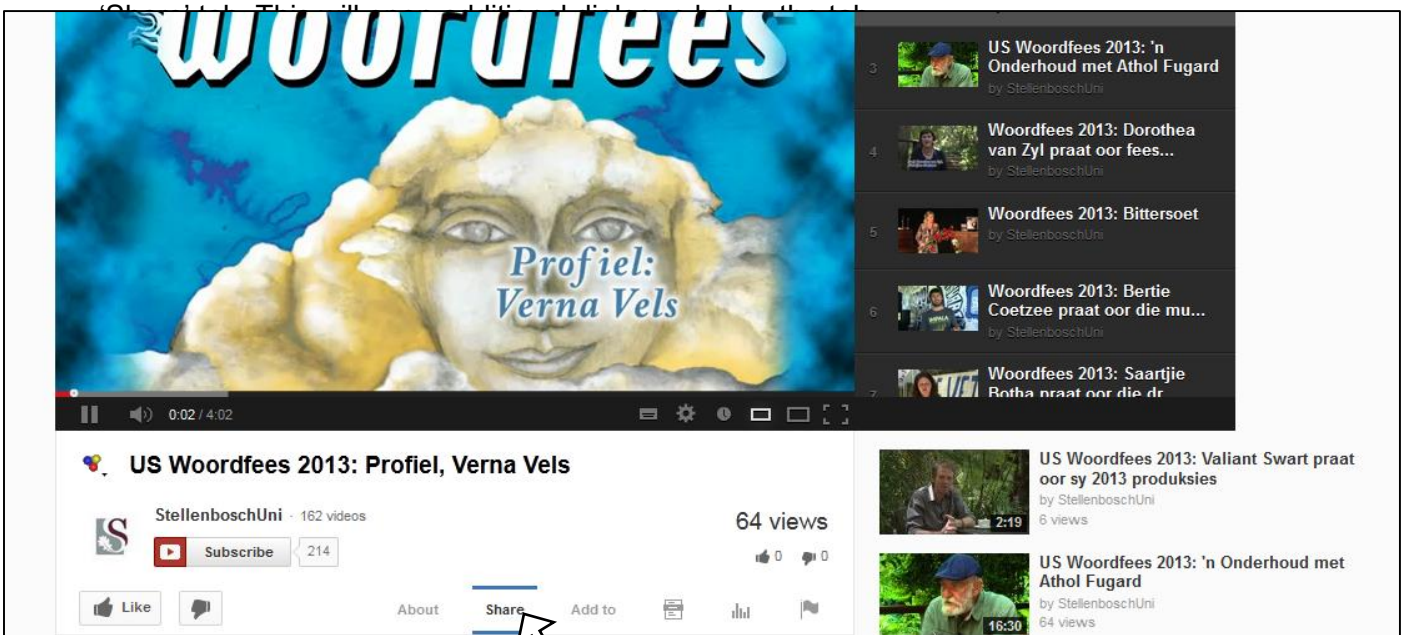 Woordfees
Profiel:
Verna Vels
0:02 / 4:02
3
US Woordfees 2013: 'n
Onderhoud met Athol Fugard
by StellenboschUni
4
Woordfees 2013: Dorothea
van Zyl praat oor fees...
by StellenboschUni
5
Woordfees 2013: Bittersoet
by StellenboschUni
6
Woordfees 2013: Bertie
Coetzee praat oor die mu...
by StellenboschUni
7
Woordfees 2013: Saartjie
Botha praat oor die dr
US Woordfees 2013: Profiel, Verna Vels
StellenboschUni · 162 videos
Subscribe 214
64 views
0 0
Like
About Share Add to
US Woordfees 2013: Valiant Swart praat
oor sy 2013 produksies
by StellenboschUni
2:19
6 views
US Woordfees 2013: 'n Onderhoud met
Athol Fugard
by StellenboschUni
16:30
64 views